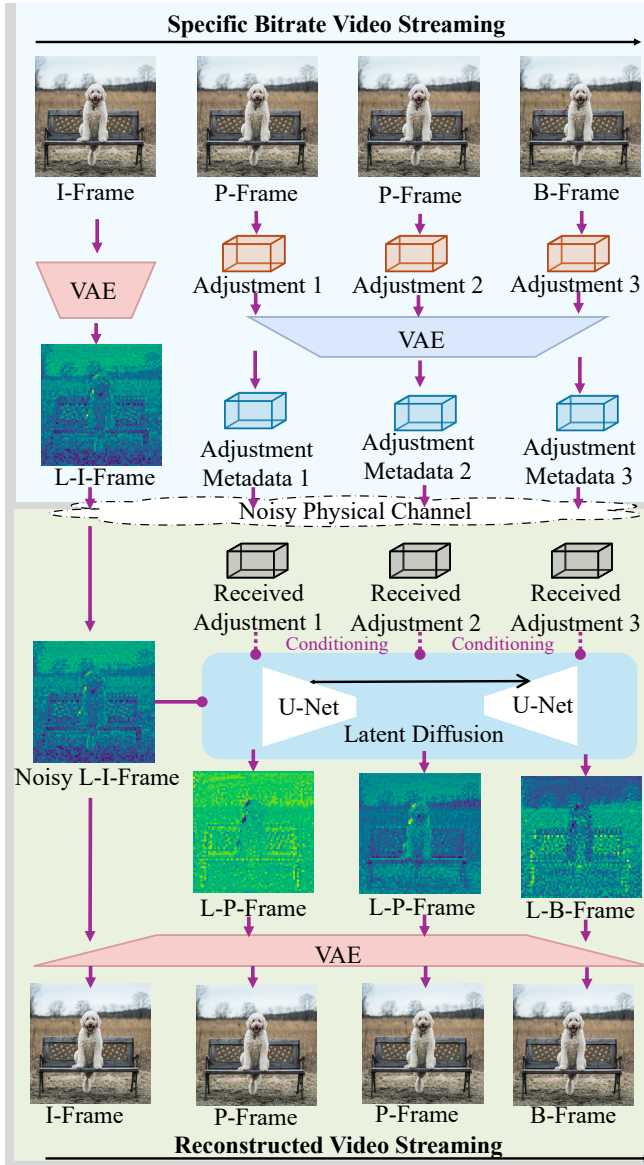 Specific Bitrate Video Streaming
I-Frame
P-Frame
P-Frame
B-Frame
VAE
Adjustment 1
Adjustment 2
Adjustment 3
VAE
L-I-Frame
Adjustment
Metadata 1
Adjustment
Metadata 2
Adjustment
Metadata 3
Noisy Physical Channel
Received
Adjustment 1
Received
Adjustment 2
Received
Adjustment 3
Conditioning
Conditioning
U-Net
U-Net
Latent Diffusion
Noisy L-I-Frame
L-P-Frame
L-P-Frame
L-B-Frame
VAE
I-Frame
P-Frame
P-Frame
B-Frame
Reconstructed Video Streaming